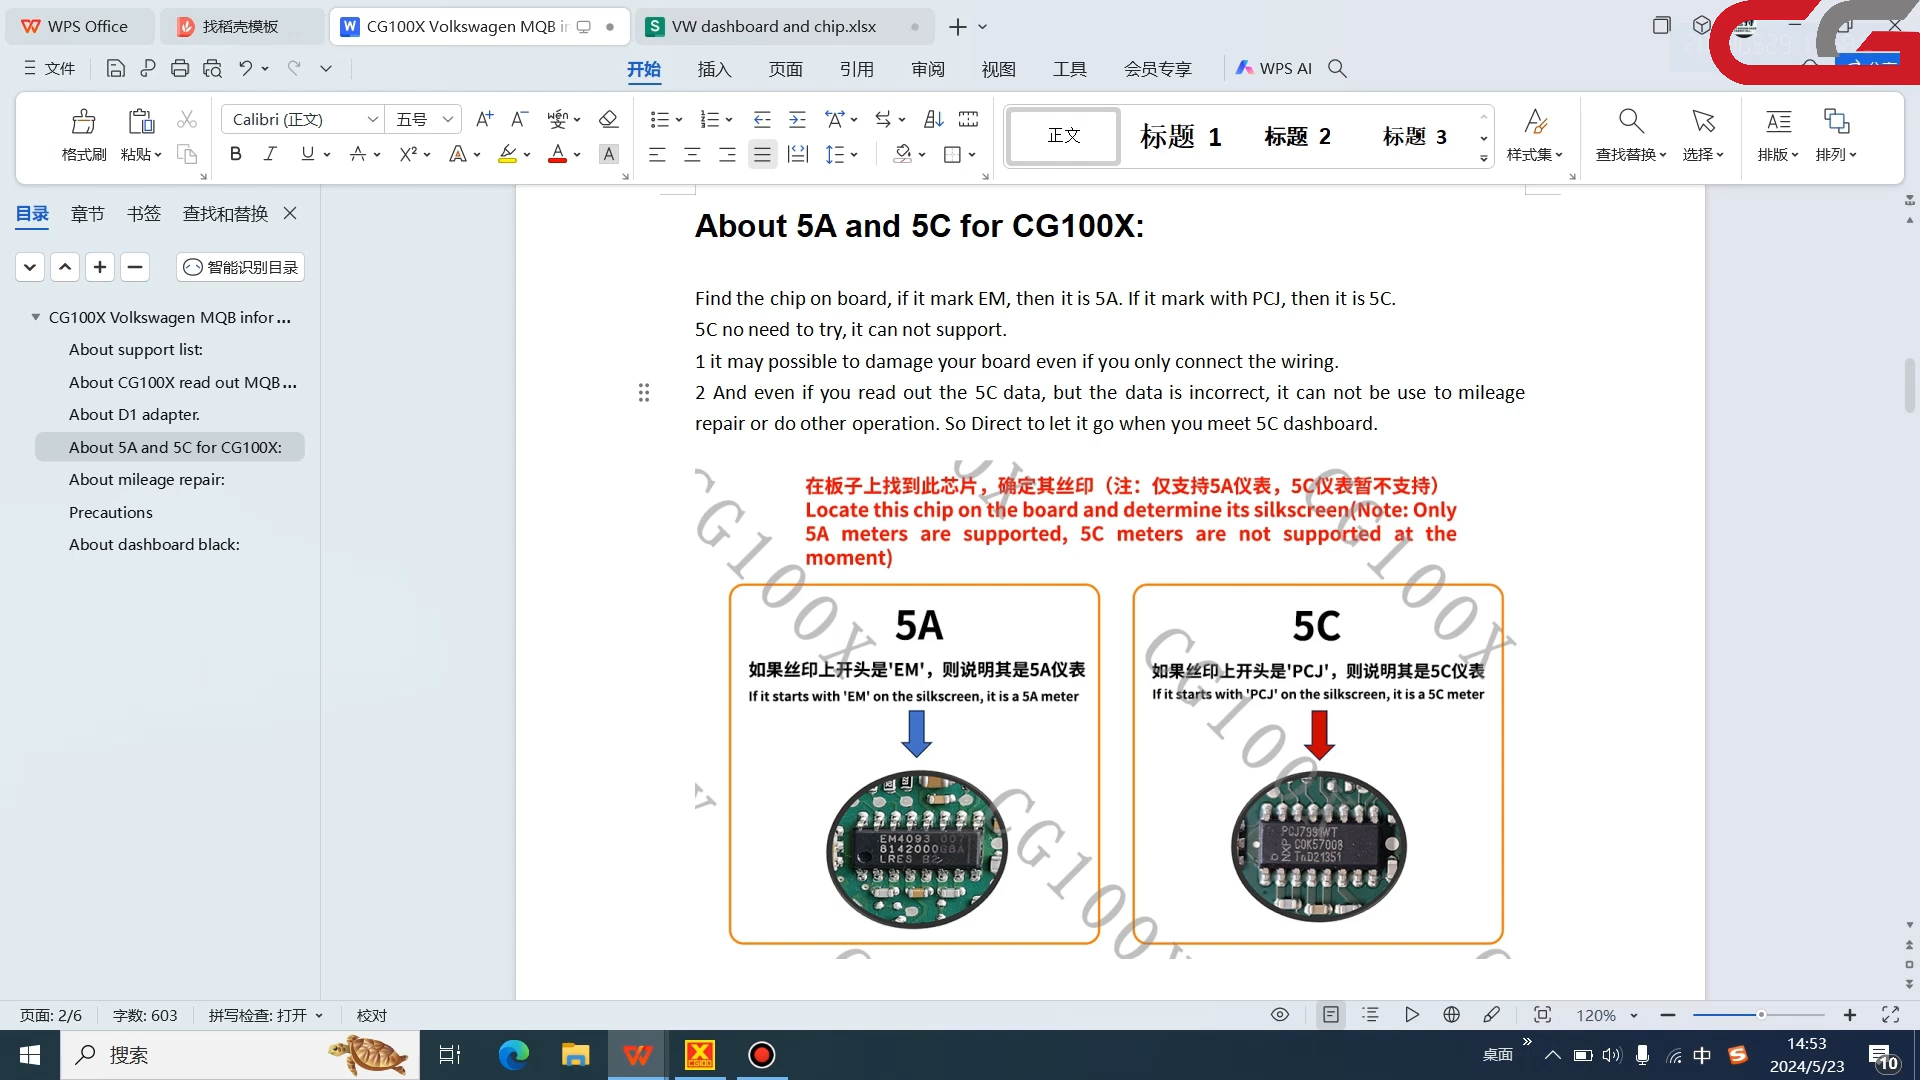 WPS Office
找稻壳模板
CG100X Volkswagen MQB in
VW dashboard and chip.xlsx
文件
开始
插入
页面
引用
审阅
视图
工具
会员专享
WPS AI
格式刷
粘贴
Calibri (正文)
五号
正文
标题 1
标题 2
标题 3
样式集
查找替换
选择
排版
排列
目录
章节
书签
查找和替换
智能识别目录
CG100X Volkswagen MQB infor...
About support list:
About CG100X read out MQB...
About D1 adapter.
About 5A and 5C for CG100X:
About mileage repair:
Precautions
About dashboard black:
About 5A and 5C for CG100X:
Find the chip on board, if it mark EM, then it is 5A. If it mark with PCJ, then it is 5C.
5C no need to try, it can not support.
1 it may possible to damage your board even if you only connect the wiring.
2 And even if you read out the 5C data, but the data is incorrect, it can not be use to mileage
repair or do other operation. So Direct to let it go when you meet 5C dashboard.
在板子上找到此芯片，确定其丝印（注：仅支持5A仪表，5C仪表暂不支持）
Locate this chip on the board and determine its silkscreen(Note: Only
5A meters are supported, 5C meters are not supported at the
moment)
5A
如果丝印上开头是'EM'，则说明其是5A仪表
If it starts with 'EM' on the silkscreen, it is a 5A meter
EM4093 007
81420006BA
LRES B2
5C
如果丝印上开头是'PCJ'，则说明其是5C仪表
If it starts with 'PCJ' on the silkscreen, it is a 5C meter
PCJ7991WT
COK57008
TnD21351
NXP
CG100X
CG100X
CG100X
CG100X
页面: 2/6
字数: 603
拼写检查: 打开
校对
120%
搜索
桌面
中
14:53
2024/5/23
10